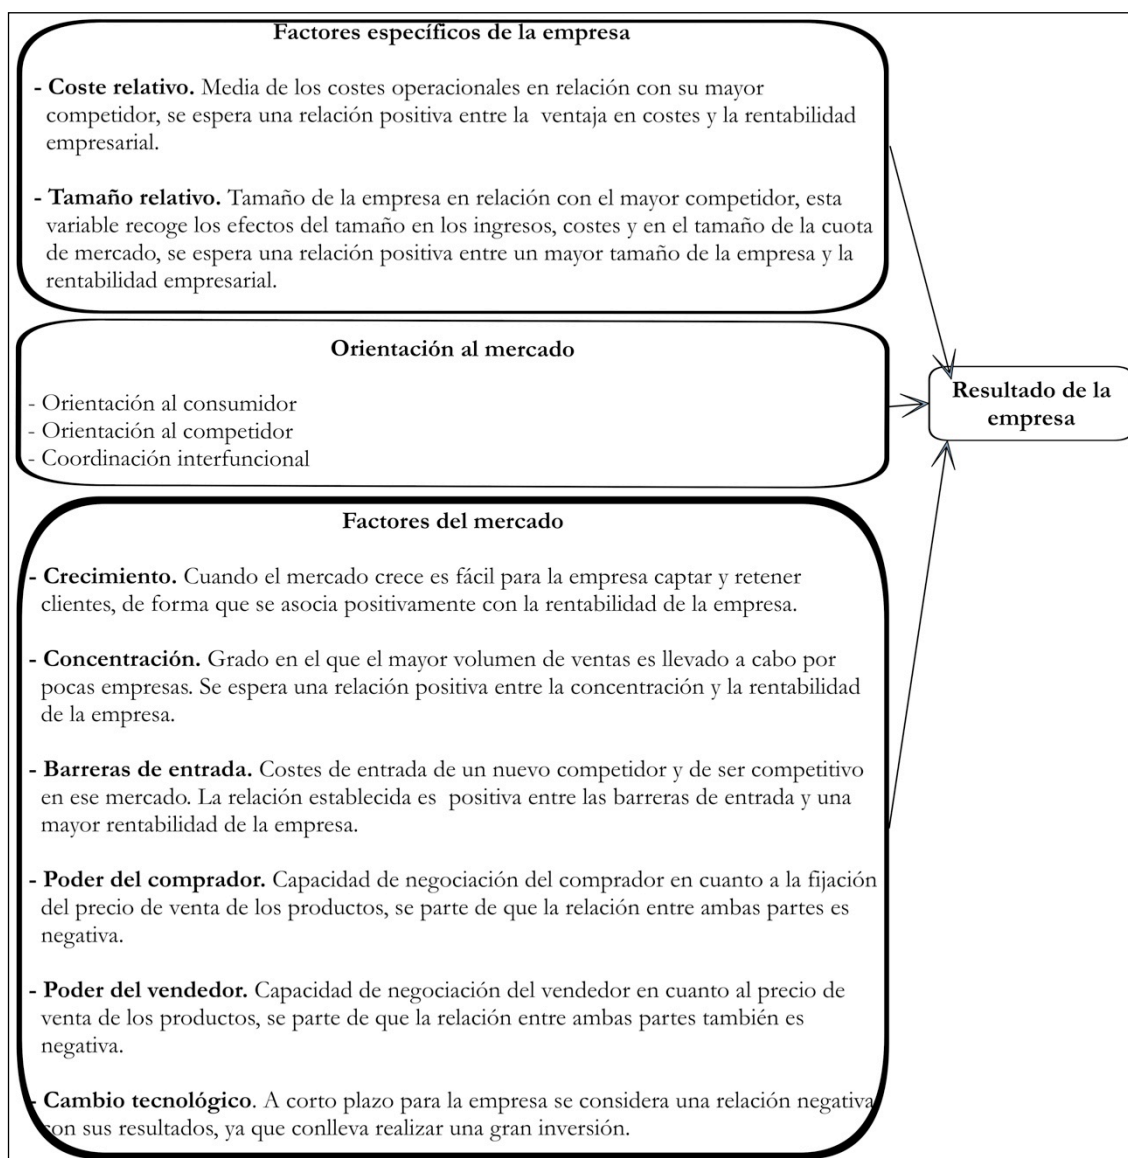 Factores específicos de la empresa
- Coste relativo. Media de los costes operacionales en relación con su mayor
competidor, se espera una relación positiva entre la ventaja en costes y la rentabilidad
empresarial.
- Tamaño relativo. Tamaño de la empresa en relación con el mayor competidor, esta
variable recoge los efectos del tamaño en los ingresos, costes y en el tamaño de la cuota
de mercado, se espera una relación positiva entre un mayor tamaño de la empresa y la
rentabilidad empresarial.
Orientación al mercado
- Orientación al consumidor
- Orientación al competidor
- Coordinación interfuncional
Resultado de la
empresa
Factores del mercado
- Crecimiento. Cuando el mercado crece es fácil para la empresa captar y retener
clientes, de forma que se asocia positivamente con la rentabilidad de la empresa.
- Concentración. Grado en el que el mayor volumen de ventas es llevado a cabo por
pocas empresas. Se espera una relación positiva entre la concentración y la rentabilidad
de la empresa.
- Barreras de entrada. Costes de entrada de un nuevo competidor y de ser competitivo
en ese mercado. La relación establecida es positiva entre las barreras de entrada y una
mayor rentabilidad de la empresa.
- Poder del comprador. Capacidad de negociación del comprador en cuanto a la fijación
del precio de venta de los productos, se parte de que la relación entre ambas partes es
negativa.
- Poder del vendedor. Capacidad de negociación del vendedor en cuanto al precio de
venta de los productos, se parte de que la relación entre ambas partes también es
negativa.
- Cambio tecnológico. A corto plazo para la empresa se considera una relación negativa
con sus resultados, ya que conlleva realizar una gran inversión.